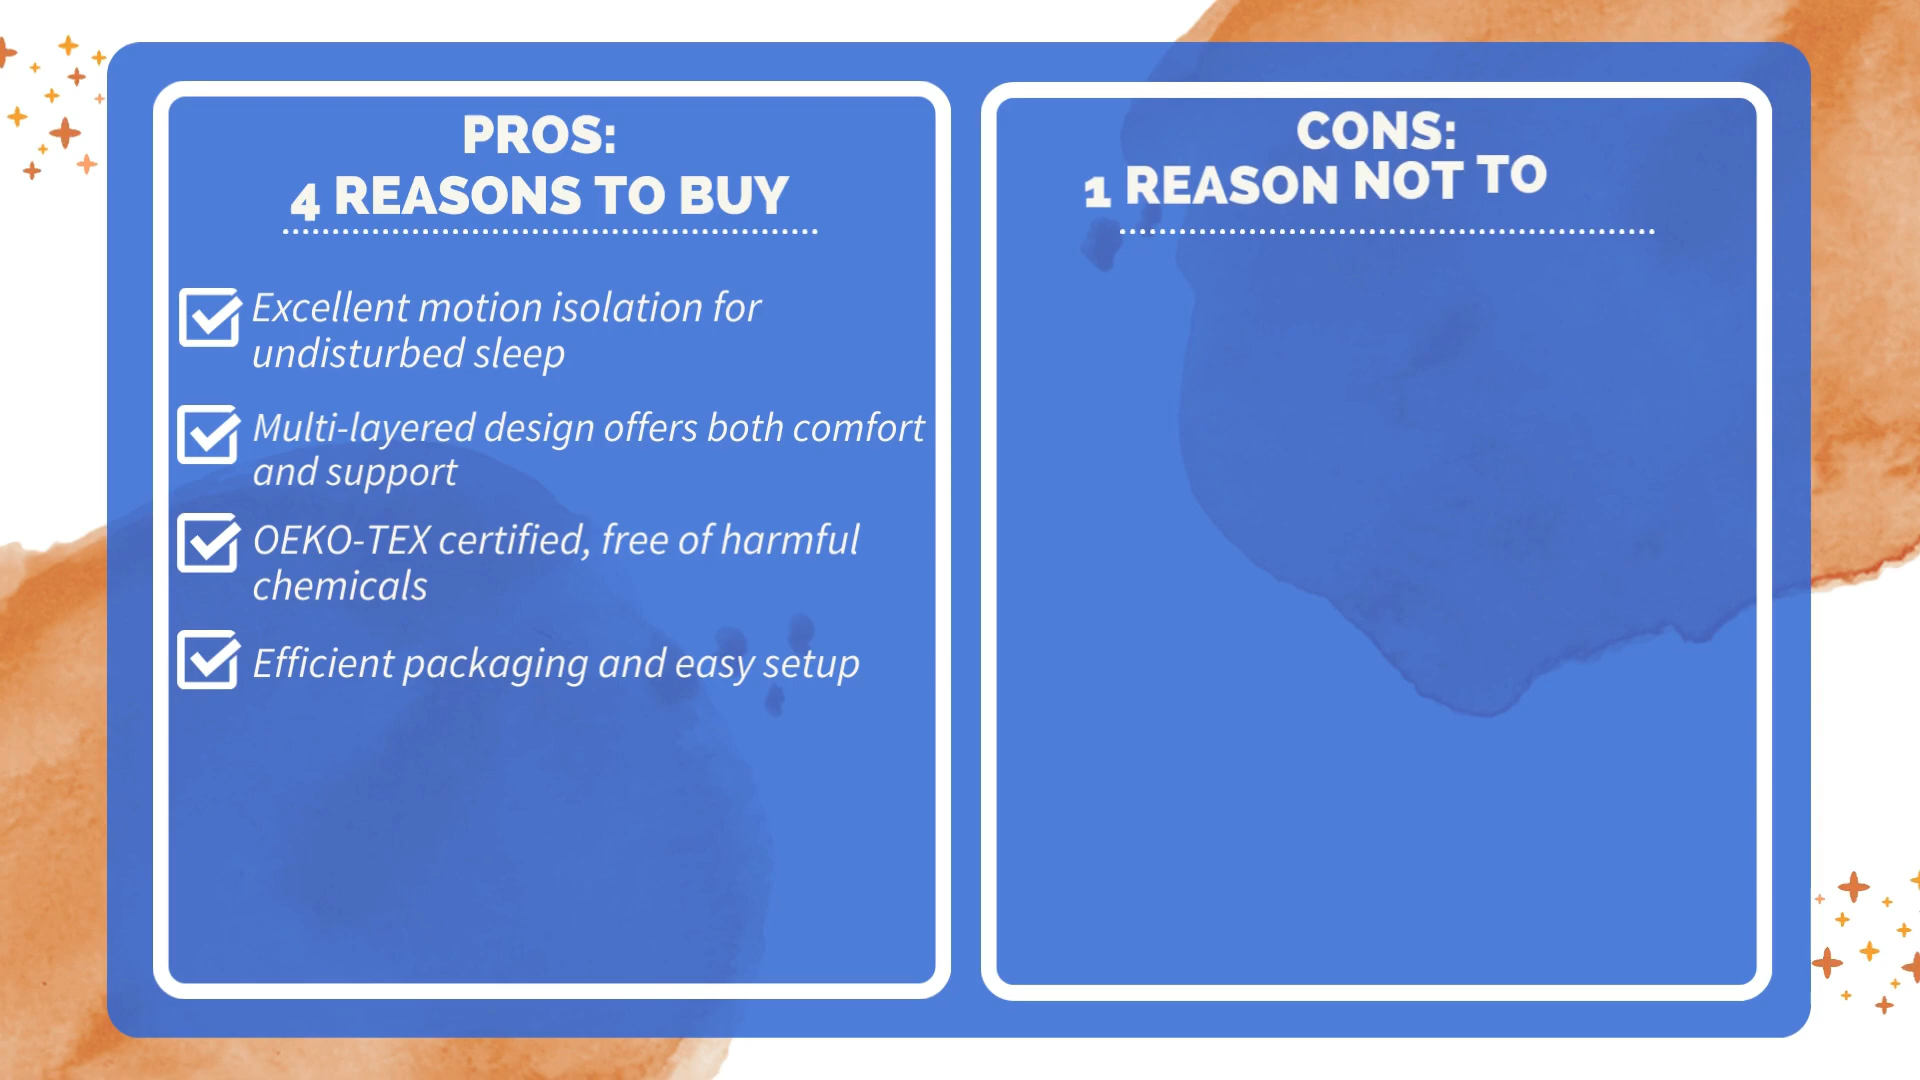 PROS:
4 REASONS TO BUY
Excellent motion isolation for
undisturbed sleep
Multi-layered design offers both comfort
and support
OEKO-TEX certified, free of harmful
chemicals
Efficient packaging and easy setup
CONS:
1 REASON NOT TO